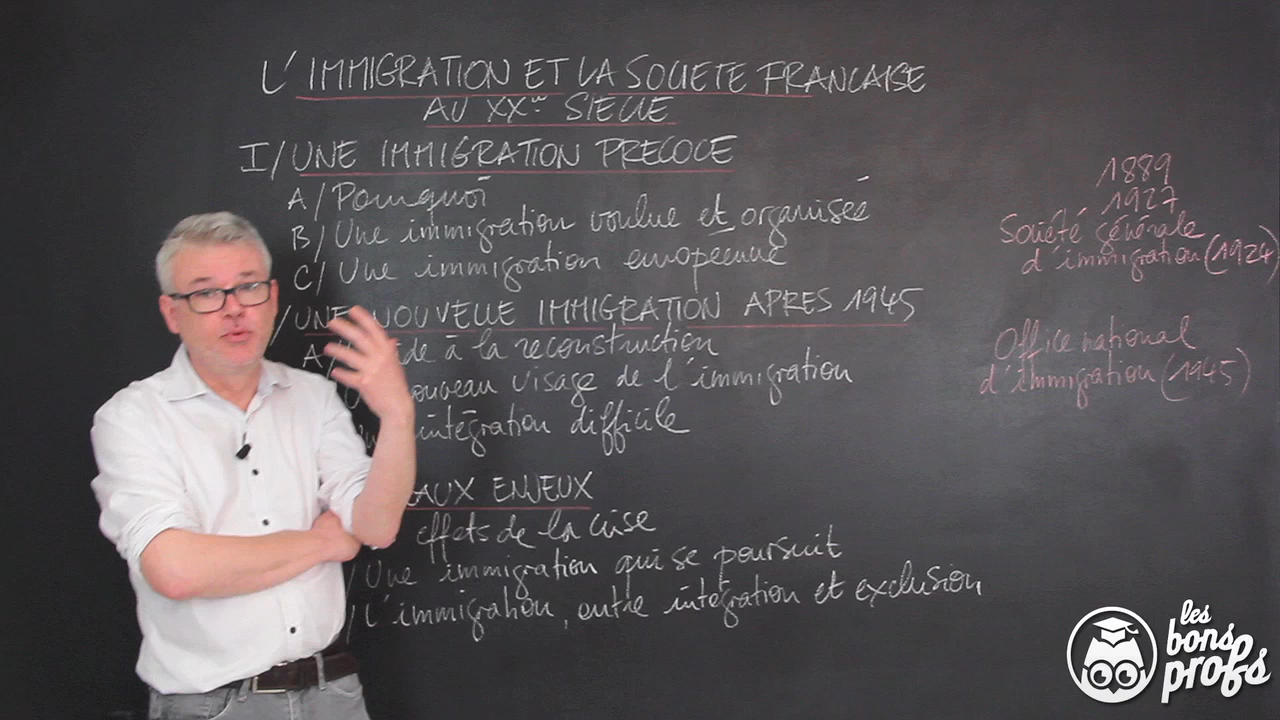 L'IMMIGRATION ET LA SOCIETE FRANCAISE
AU XXe SIECLE
I/ UNE IMMIGRATION PRECOCE
A/ Pourquoi
B/ Une immigration voulue et organisée
C/ Une immigration européenne
/ UNE NOUVELLE IMMIGRATION APRES 1945
A/ à la reconstruction
nouveau visage de l'immigration
intégration difficile
ENJEUX
effets de la crise
/ Une immigration qui se poursuit
/ L'immigration, entre intégration et exclusion
1889
1927
Société générale
d'immigration (1924)
Office national
d'immigration (1945)
les
bons
profs